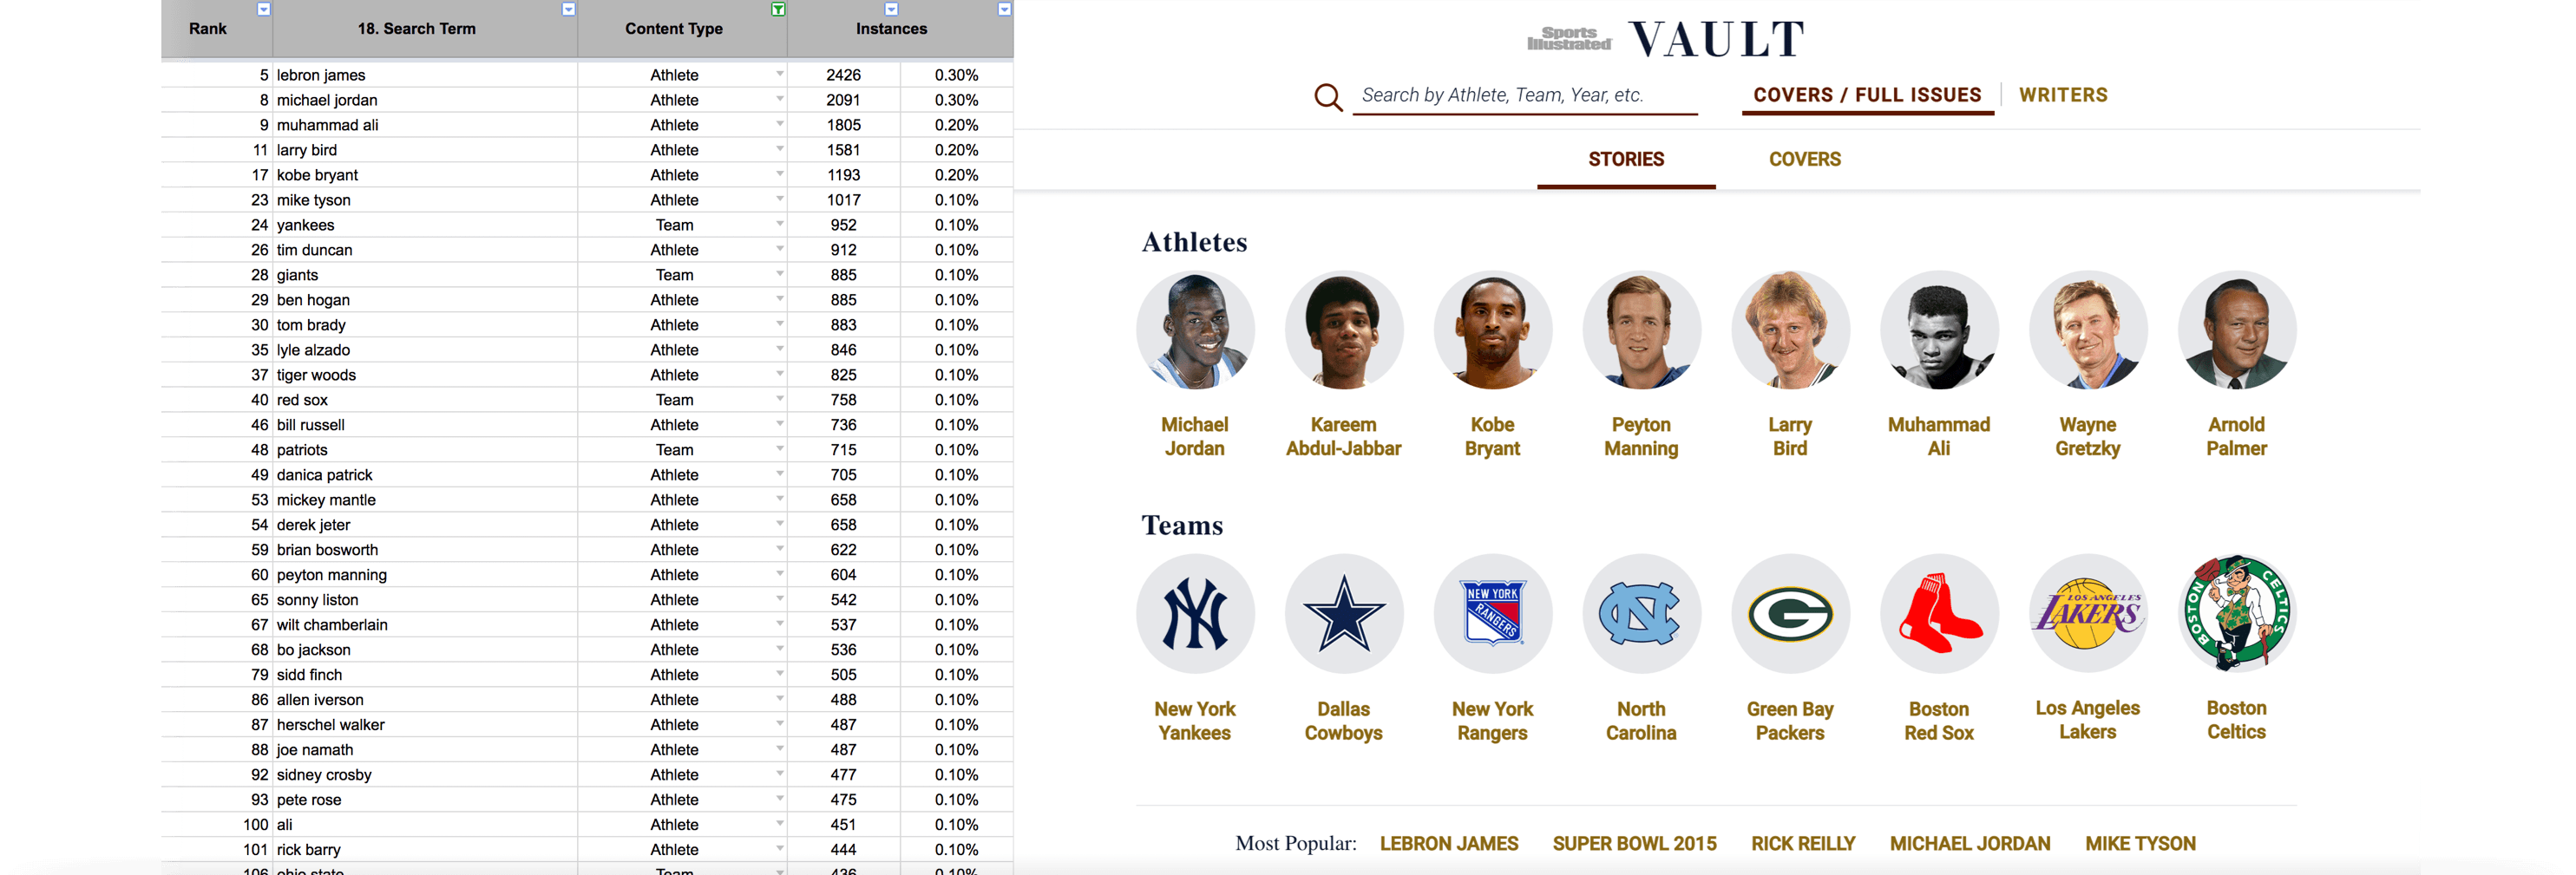 Rank 18. Search Term Content Type Instances
5 lebron james Athlete 2426 0.30%
8 michael jordan Athlete 2091 0.30%
9 muhammad ali Athlete 1805 0.20%
11 larry bird Athlete 1581 0.20%
17 kobe bryant Athlete 1193 0.20%
23 mike tyson Athlete 1017 0.10%
24 yankees Team 952 0.10%
26 tim duncan Athlete 912 0.10%
28 giants Team 885 0.10%
29 ben hogan Athlete 885 0.10%
30 tom brady Athlete 883 0.10%
35 lyle alzado Athlete 846 0.10%
37 tiger woods Athlete 825 0.10%
40 red sox Team 758 0.10%
46 bill russell Athlete 736 0.10%
48 patriots Team 715 0.10%
49 danica patrick Athlete 705 0.10%
53 mickey mantle Athlete 658 0.10%
54 derek jeter Athlete 658 0.10%
59 brian bosworth Athlete 622 0.10%
60 peyton manning Athlete 604 0.10%
65 sonny liston Athlete 542 0.10%
67 wilt chamberlain Athlete 537 0.10%
68 bo jackson Athlete 536 0.10%
79 sidd finch Athlete 505 0.10%
86 allen iverson Athlete 488 0.10%
87 herschel walker Athlete 487 0.10%
88 joe namath Athlete 487 0.10%
92 sidney crosby Athlete 477 0.10%
93 pete rose Athlete 475 0.10%
100 ali Athlete 451 0.10%
101 rick barry Athlete 444 0.10%
106 ohio state Team 436 0.10%
Sports Illustrated VAULT
Search by Athlete, Team, Year, etc. COVERS / FULL ISSUES WRITERS
STORIES COVERS
Athletes
Michael Jordan
Kareem Abdul-Jabbar
Kobe Bryant
Peyton Manning
Larry Bird
Muhammad Ali
Wayne Gretzky
Arnold Palmer
Teams
NY
NEW YORK
RANGERS
NC
G
LOS ANGELES
LAKERS
BOSTON CELTICS
New York Yankees
Dallas Cowboys
New York Rangers
North Carolina
Green Bay Packers
Boston Red Sox
Los Angeles Lakers
Boston Celtics
Most Popular: LEBRON JAMES SUPER BOWL 2015 RICK REILLY MICHAEL JORDAN MIKE TYSON